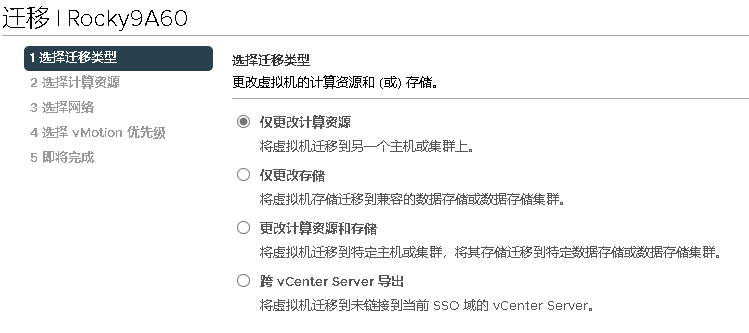 迁移 | Rocky9A60
1 选择迁移类型
2 选择计算资源
3 选择网络
4 选择 vMotion 优先级
5 即将完成
选择迁移类型
更改虚拟机的计算资源和 (或) 存储。
仅更改计算资源
将虚拟机迁移到另一个主机或集群上。
仅更改存储
将虚拟机存储迁移到兼容的数据存储或数据存储集群。
更改计算资源和存储
将虚拟机迁移到特定主机或集群，将其存储迁移到特定数据存储或数据存储集群。
跨 vCenter Server 导出
将虚拟机迁移到未链接到当前 SSO 域的 vCenter Server。